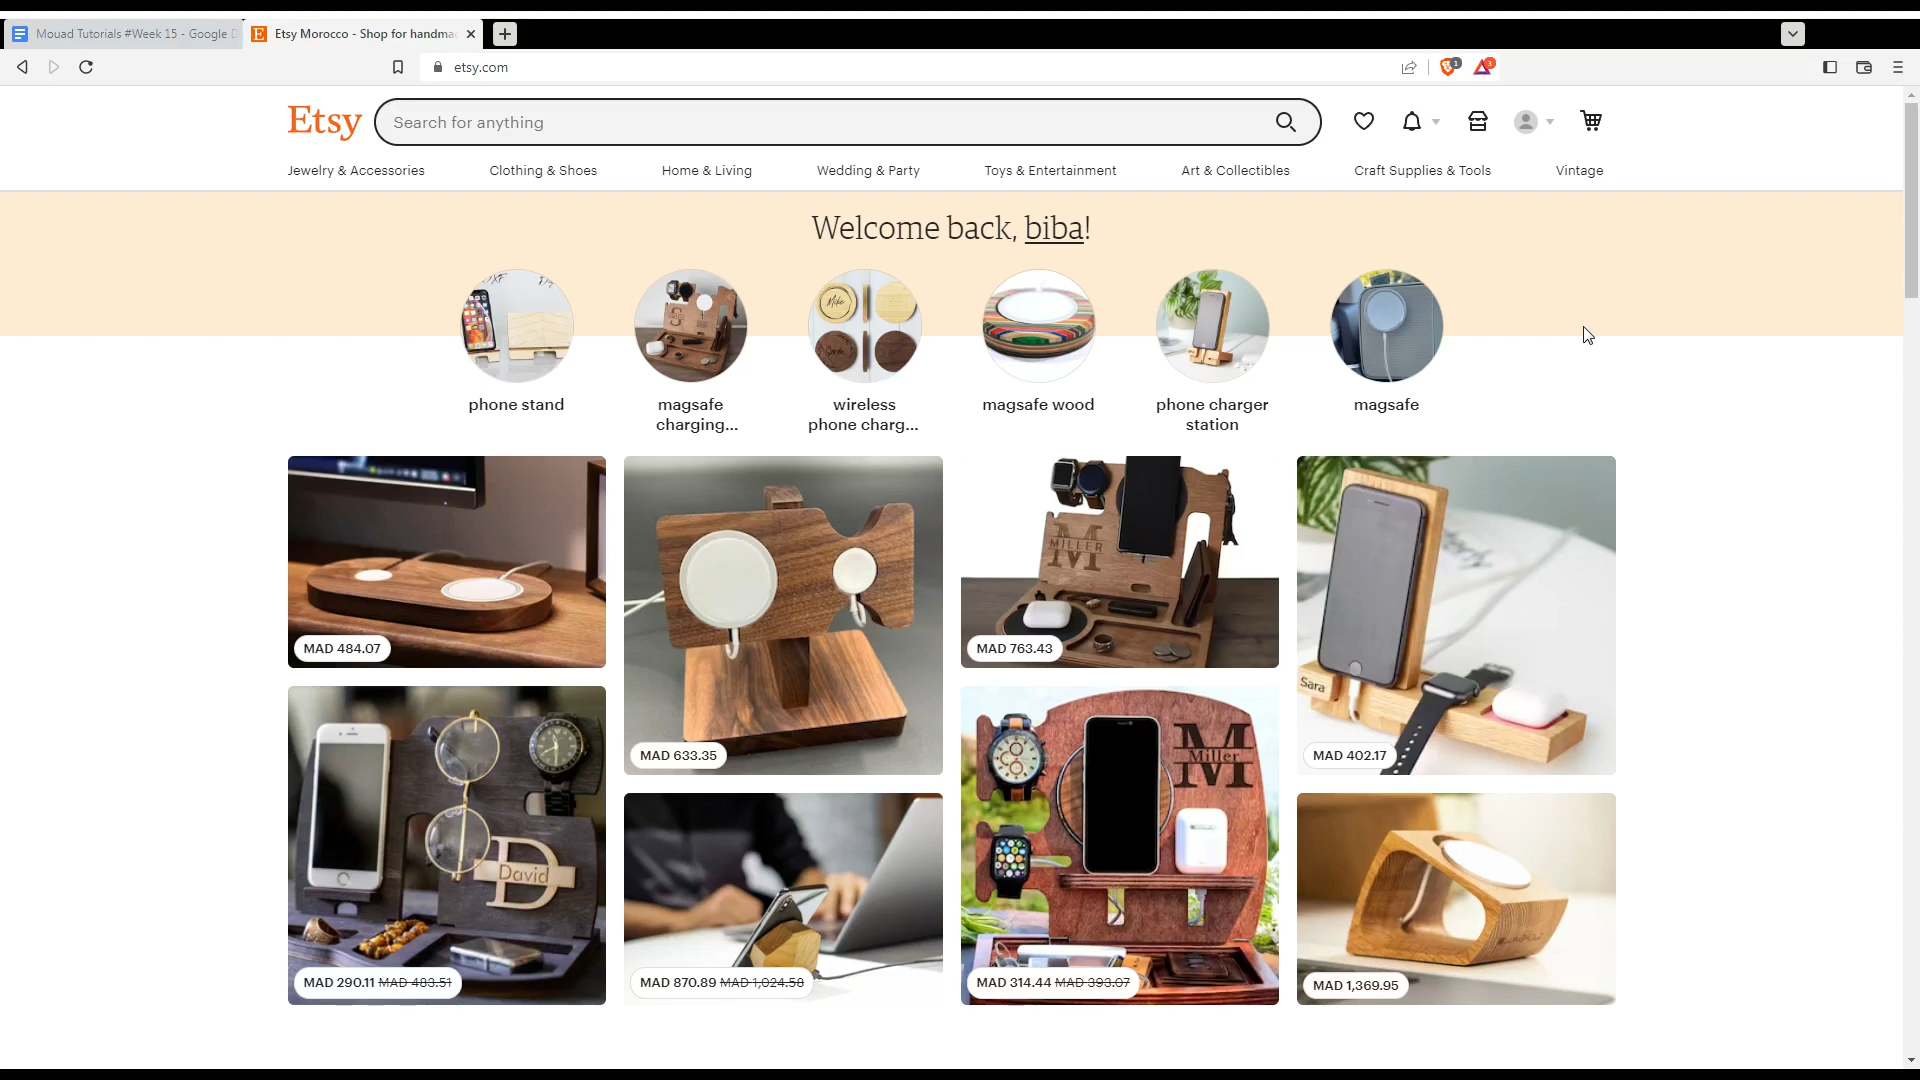 Mouad Tutorials #Week 15 - Google D
Etsy Morocco - Shop for handma
etsy.com
1
3
Etsy
Search for anything
Jewelry & Accessories
Clothing & Shoes
Home & Living
Wedding & Party
Toys & Entertainment
Art & Collectibles
Craft Supplies & Tools
Vintage
Welcome back, biba!
phone stand
magsafe
charging...
wireless
phone charg...
magsafe wood
phone charger
station
magsafe
MAD 484.07
MAD 633.35
M
MILLER
MAD 763.43
Sara
MAD 402.17
D
David
MAD 290.11 MAD 483.51
MAD 870.89 MAD 1,024.58
M
Miller
MAD 314.44 MAD 393.07
MAD 1,369.95